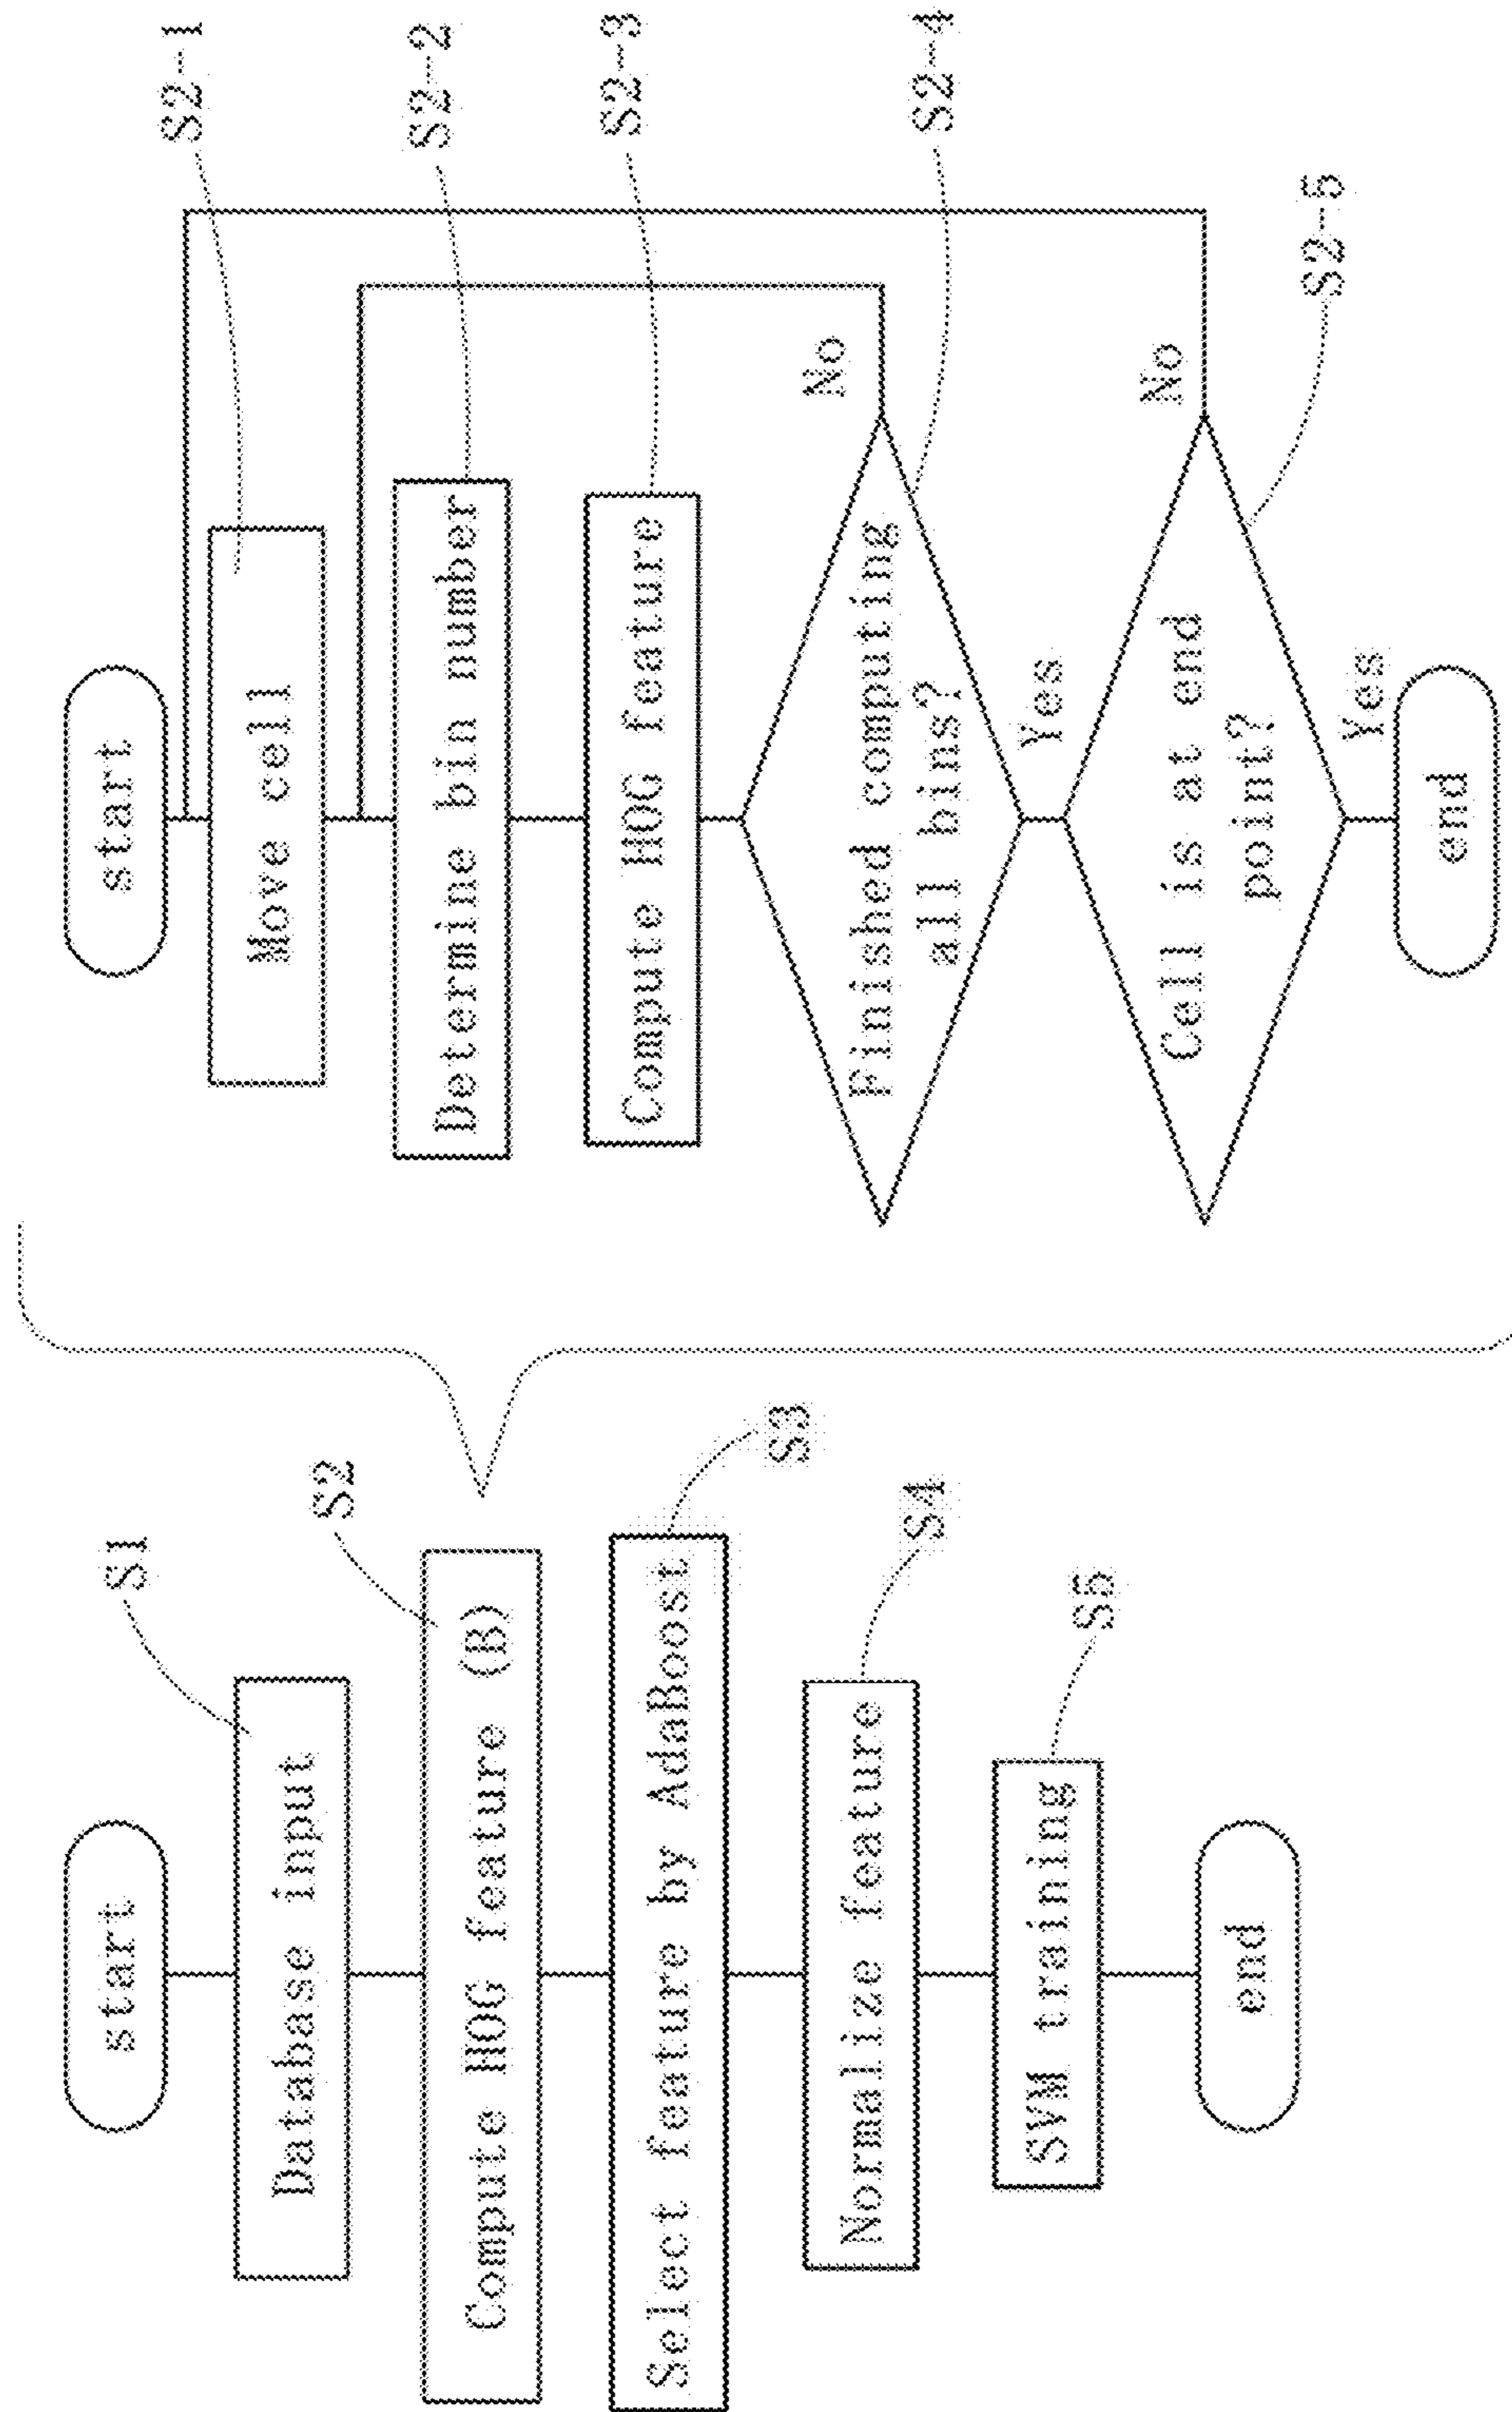 start
S1
Database input
S2
Compute HOG feature (B)
Select feature by AdaBoost
S3
Normalize feature
S4
SVM training
S5
end
start
S2-1
Move cell
S2-2
Determine bin number
S2-3
Compute HOG feature
S2-4
Finished computing
all bins?
No
Yes
Cell is at end
point?
No
S2-5
Yes
end